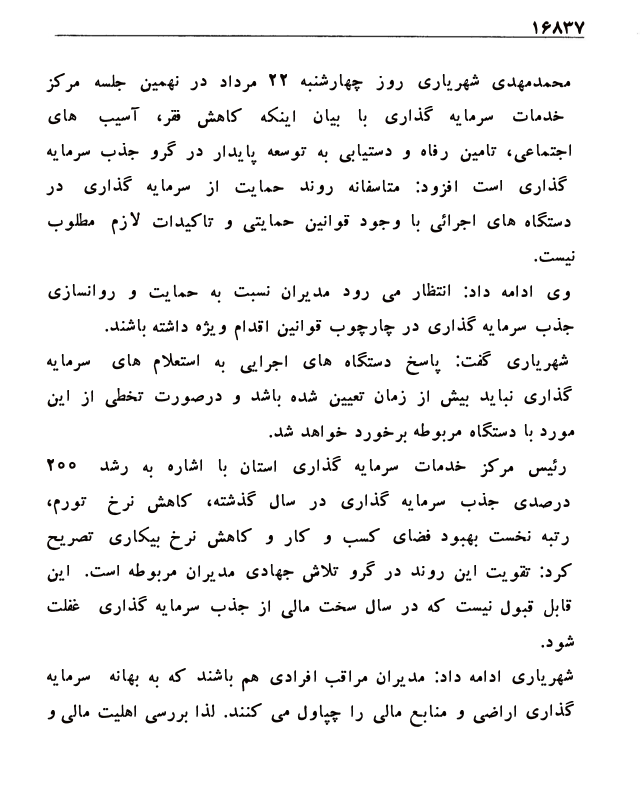 ۱۶۸۳۷
محمدمهدی شهریاری روز چهارشنبه ۲۲ مرداد در نهمین جلسه مرکز
خدمات سرمایه گذاری با بیان اینکه کاهش فقر، آسیب های
اجتماعی، تامین رفاه و دستیابی به توسعه پایدار در گرو جذب سرمایه
گذاری است افزود: متاسفانه روند حمایت از سرمایه گذاری در
دستگاه های اجرائی با وجود قوانین حمایتی و تاکیدات لازم مطلوب
نیست.
وی ادامه داد: انتظار می رود مدیران نسبت به حمایت و روانسازی
جذب سرمایه گذاری در چارچوب قوانین اقدام ویژه داشته باشند.
شهریاری گفت: پاسخ دستگاه های اجرایی به استعلام های سرمایه
گذاری نباید بیش از زمان تعیین شده باشد و درصورت تخطی از این
مورد با دستگاه مربوطه برخورد خواهد شد.
رئیس مرکز خدمات سرمایه گذاری استان با اشاره به رشد ۲۰۰
درصدی جذب سرمایه گذاری در سال گذشته، کاهش نرخ تورم،
رتبه نخست بهبود فضای کسب و کار و کاهش نرخ بیکاری تصریح
کرد: تقویت این روند در گرو تلاش جهادی مدیران مربوطه است. این
قابل قبول نیست که در سال سخت مالی از جذب سرمایه گذاری غفلت
شود.
شهریاری ادامه داد: مدیران مراقب افرادی هم باشند که به بهانه سرمایه
گذاری اراضی و منابع مالی را چپاول می کنند. لذا بررسی اهلیت مالی و